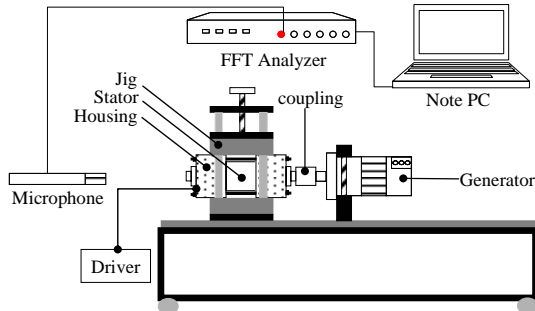 FFT Analyzer
Note PC
Jig
Stator
Housing
coupling
Microphone
Generator
Driver